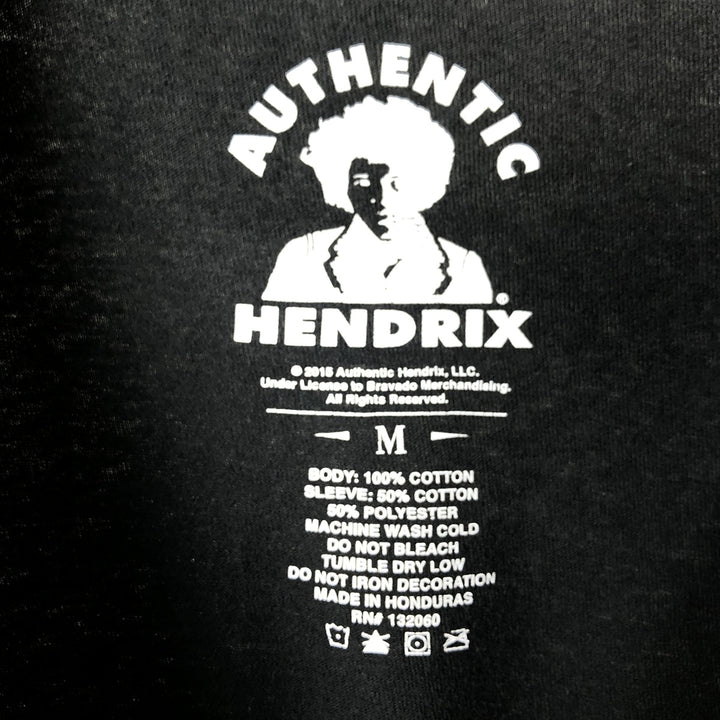 AUTHENTIC
HENDRIX®
© 2015 Authentic Hendrix, LLC.
Under License to Bravado Merchandising.
All Rights Reserved.
M
BODY: 100% COTTON
SLEEVE: 50% COTTON
50% POLYESTER
MACHINE WASH COLD
DO NOT BLEACH
TUMBLE DRY LOW
DO NOT IRON DECORATION
MADE IN HONDURAS
RN# 132060